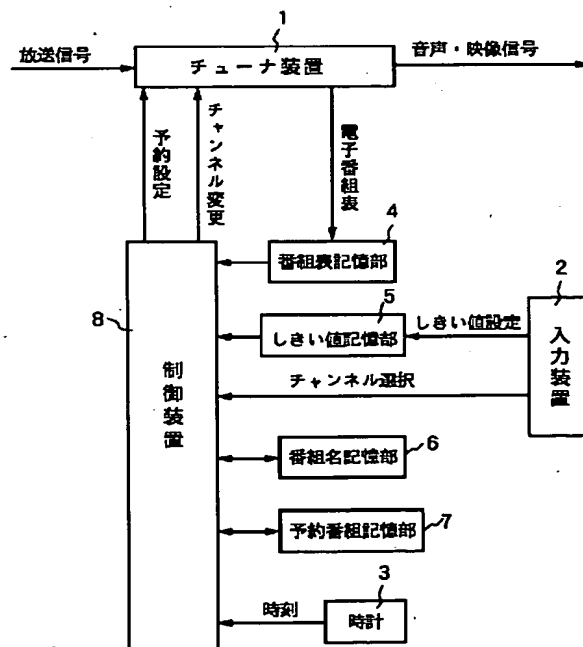 1
放送信号
チューナ装置
音声・映像信号
予約設定
チャンネル変更
電子番組表
4
番組表記憶部
2
入力装置
8
制御装置
5
しきい値記憶部
しきい値設定
チャンネル選択
番組名記憶部
6
予約番組記憶部
7
3
時刻
時計